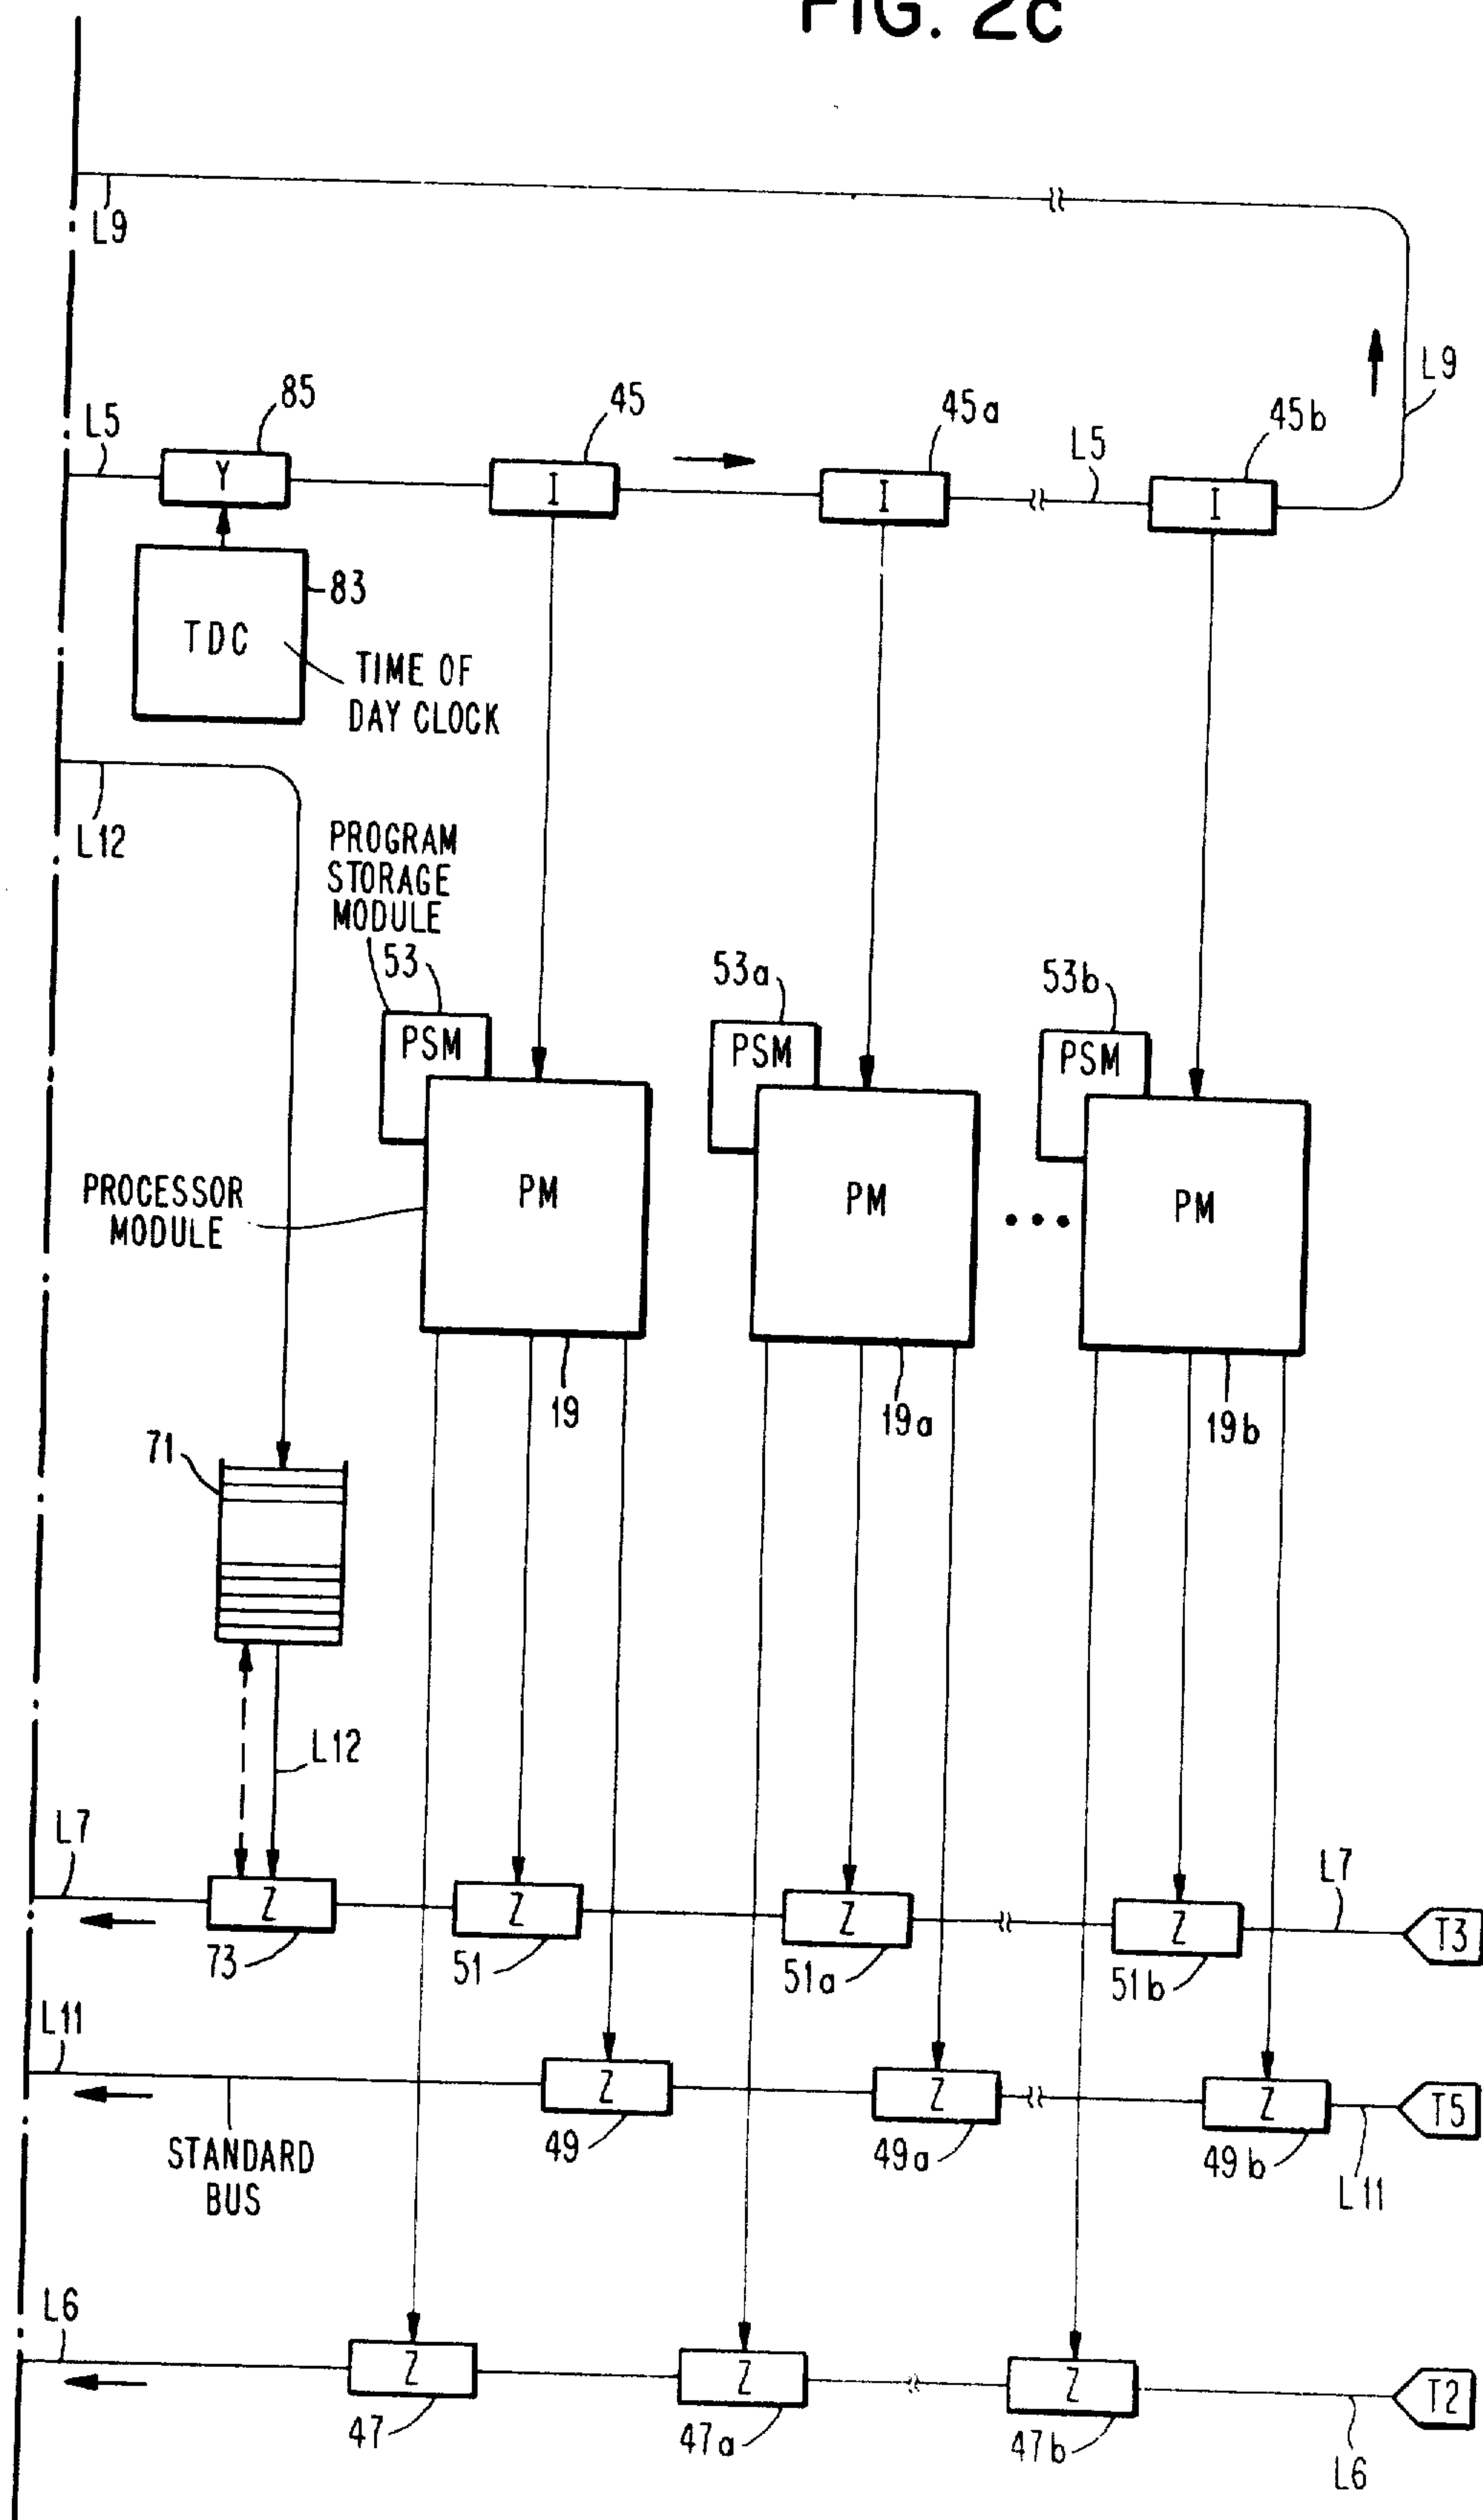 FIG. 2c
L9
L9
85
45
45a
45b
L5
L5
Y
I
I
I
TDC
83
TIME OF
DAY CLOCK
L12
PROGRAM
STORAGE
MODULE
53
53a
53b
PSM
PSM
PSM
PROCESSOR
MODULE
PM
PM
PM
19
19a
19b
71
L12
L7
L7
Z
Z
Z
Z
T3
73
51
51a
51b
L11
Z
Z
Z
T5
STANDARD
BUS
49
49a
49b
L11
L6
Z
Z
Z
T2
47
47a
47b
L6